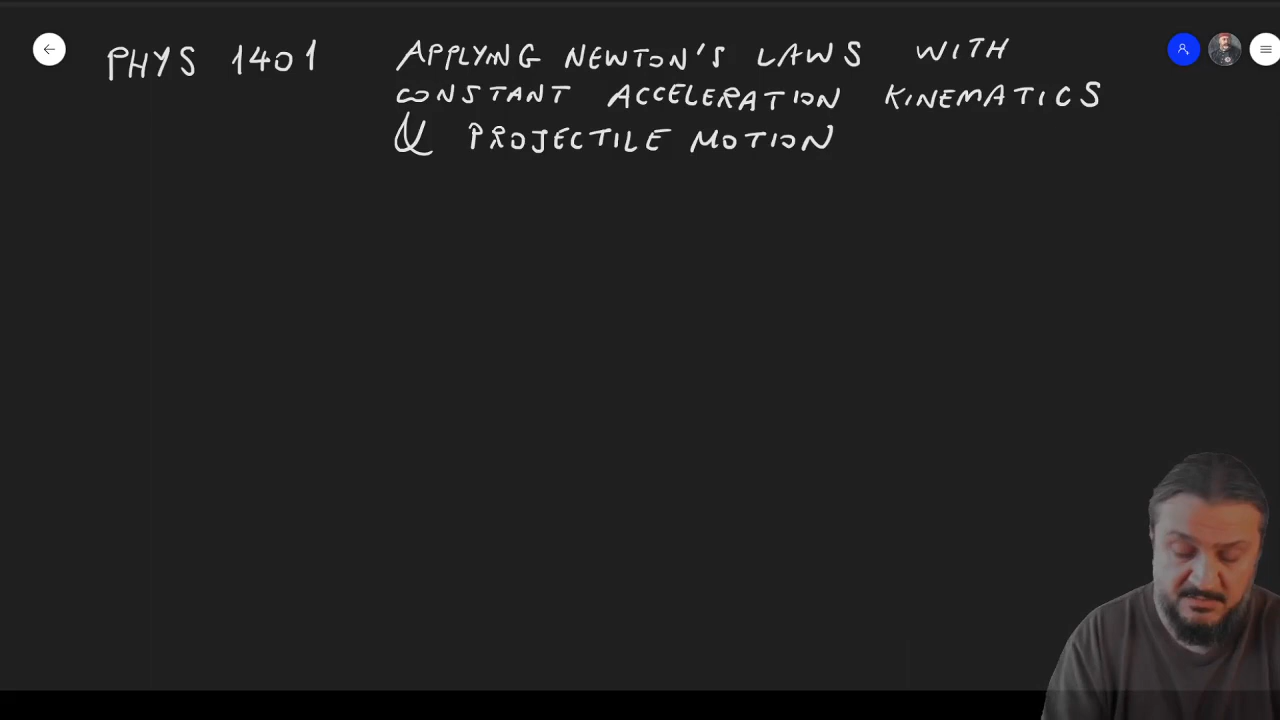 PHYS 1401 APPLYING NEWTON'S LAWS WITH
CONSTANT ACCELERATION KINEMATICS
& PROJECTILE MOTION